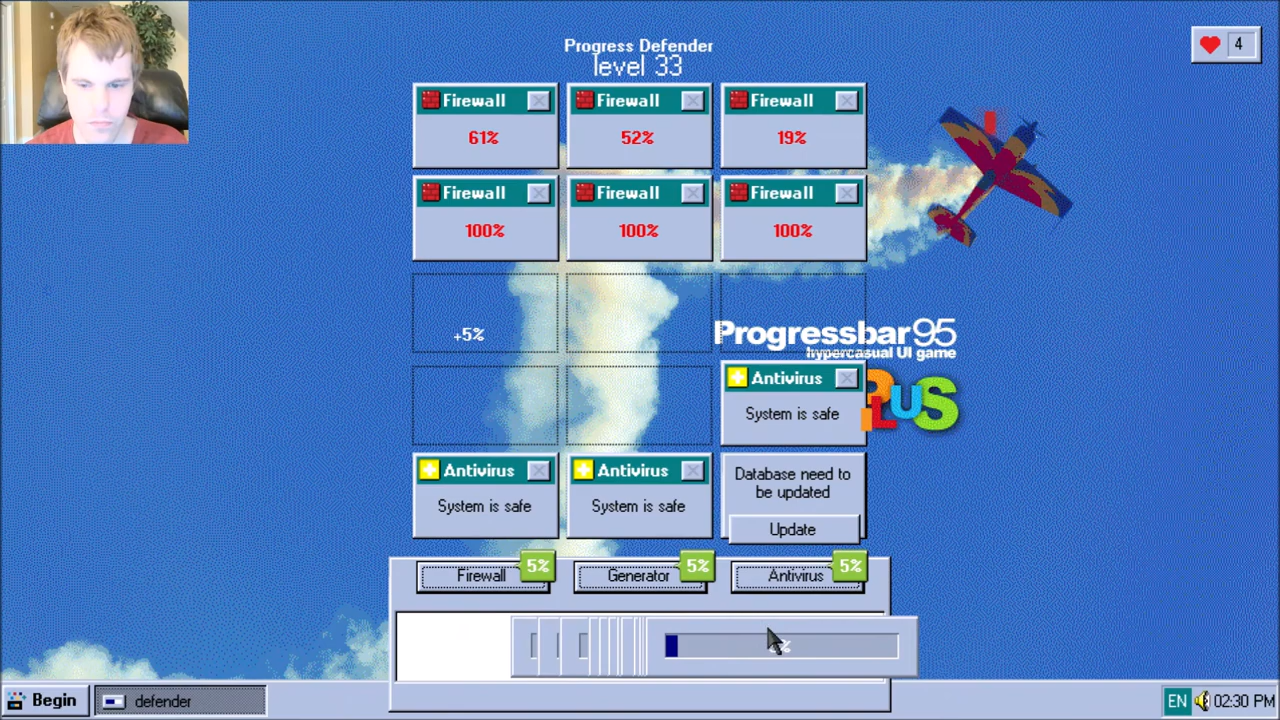 Progress Defender
level 33
4
Firewall
61%
Firewall
52%
Firewall
19%
Firewall
100%
Firewall
100%
Firewall
100%
+5%
Progressbar95
hypercasual UI game
PLUS
Antivirus
System is safe
Antivirus
System is safe
Antivirus
System is safe
Database need to
be updated
Update
Firewall
5%
Generator
5%
Antivirus
5%
Begin
defender
EN
02:30 PM